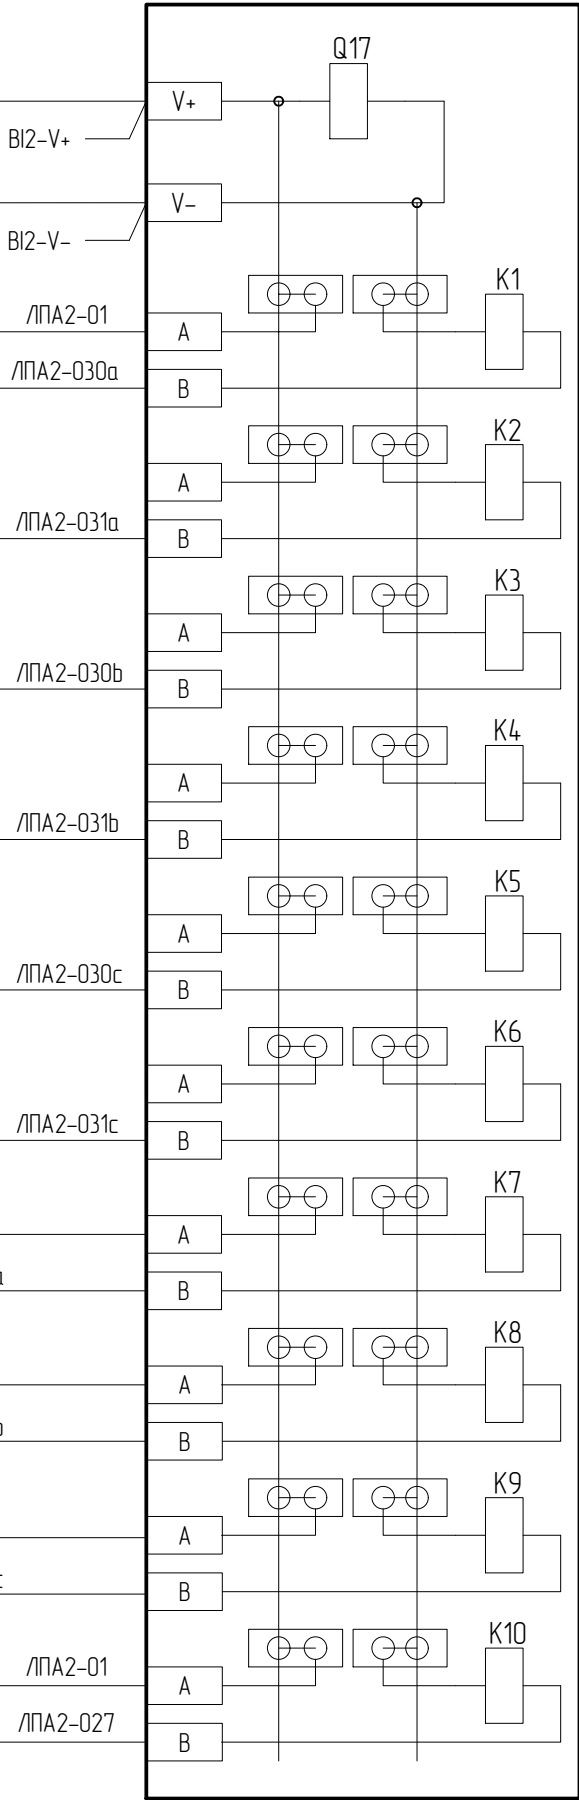 Q17
V+
BI2-V+
V-
BI2-V-
K1
ЛПА2-01
A
ЛПА2-030a
B
K2
A
ЛПА2-031a
B
K3
A
ЛПА2-030b
B
K4
A
ЛПА2-031b
B
K5
A
ЛПА2-030c
B
K6
A
ЛПА2-031c
B
K7
A
B
K8
A
B
K9
A
B
K10
ЛПА2-01
A
ЛПА2-027
B